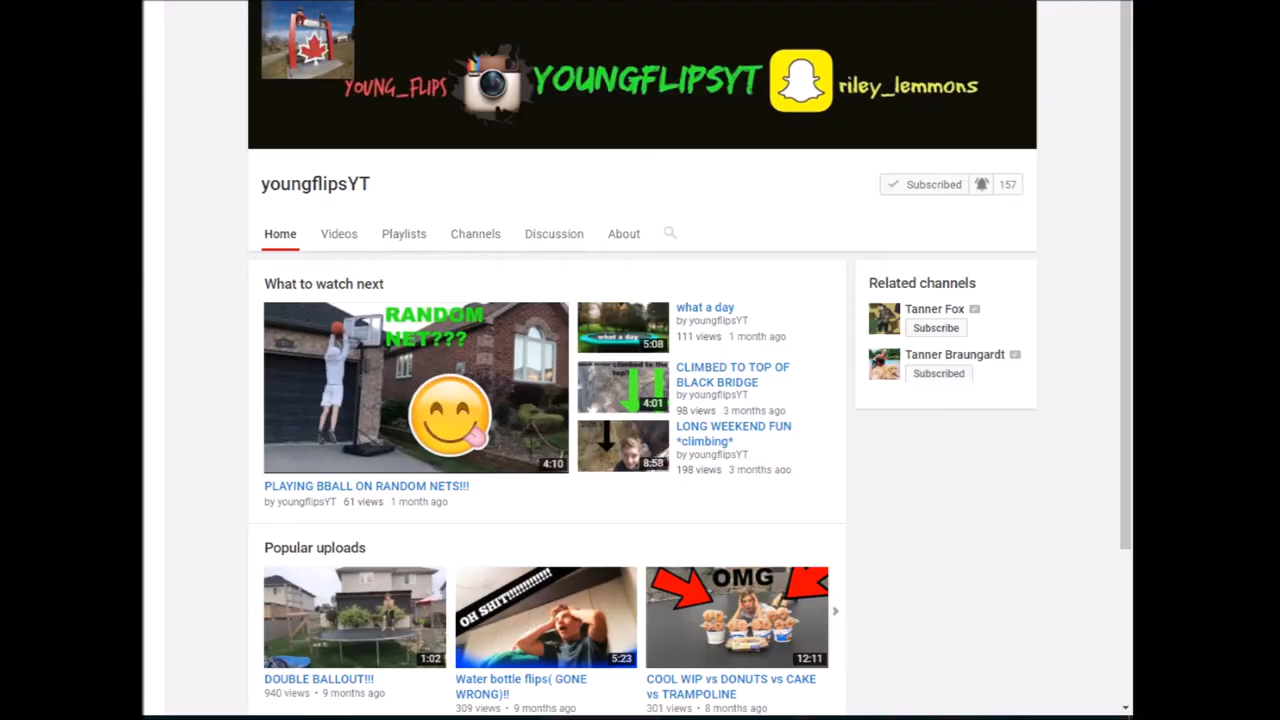 YOUNG_FLIPS
YOUNGFLIPSYT
riley_lemmons
youngflipsYT
Subscribed
157
Home Videos Playlists Channels Discussion About
What to watch next
RANDOM
NET???
4:10
PLAYING BBALL ON RANDOM NETS!!!
by youngflipsYT 61 views 1 month ago
what a day
5:08
what a day
by youngflipsYT
111 views 1 month ago
top?
4:01
CLIMBED TO TOP OF
BLACK BRIDGE
by youngflipsYT
98 views 3 months ago
8:58
LONG WEEKEND FUN
*climbing*
by youngflipsYT
198 views 3 months ago
Related channels
Tanner Fox
Subscribe
Tanner Braungardt
Subscribed
Popular uploads
1:02
DOUBLE BALLOUT!!!
940 views • 9 months ago
OH SHIT!!!!!!!!!!!
5:23
Water bottle flips( GONE
WRONG)!!
309 views • 9 months ago
OMG
12:11
COOL WIP vs DONUTS vs CAKE
vs TRAMPOLINE
301 views • 8 months ago